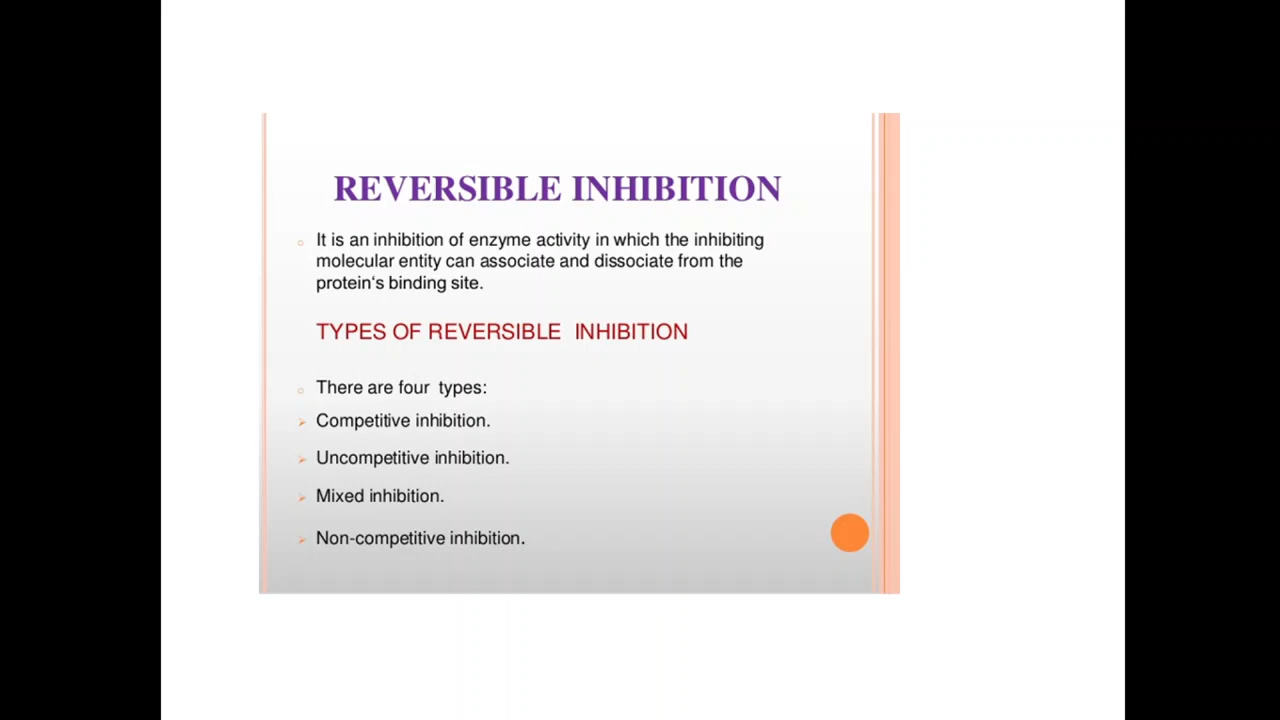 REVERSIBLE INHIBITION
It is an inhibition of enzyme activity in which the inhibiting
molecular entity can associate and dissociate from the
protein‘s binding site.
TYPES OF REVERSIBLE  INHIBITION
There are four  types:
Competitive inhibition.
Uncompetitive inhibition.
Mixed inhibition.
Non-competitive inhibition.